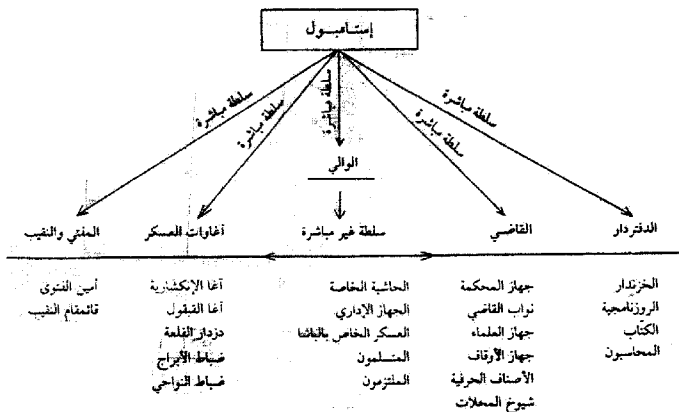 إستامبول
سلطة مباشرة
سلطة مباشرة
سلطة مباشرة
سلطة مباشرة
سلطة مباشرة
الوالي
الدفتردار
القاضي
سلطة غير مباشرة
أغاوات العسكر
المفتي والنقيب
الخزندار
الروزنامجية
الكتّاب
المحاسبون
جهاز المحكمة
نواب القاضي
جهاز العلماء
جهاز الأوقاف
الأصناف الحرفية
شيوخ المحلات
الحاشية الخاصة
الجهاز الإداري
العسكر الخاص بالباشا
المتسلمون
الملتزمون
آغا الإنكشارية
آغا القبقول
دزدار القلعة
ضباط الأبراج
ضباط النواحي
أمين الفتوى
قائمقام النقيب